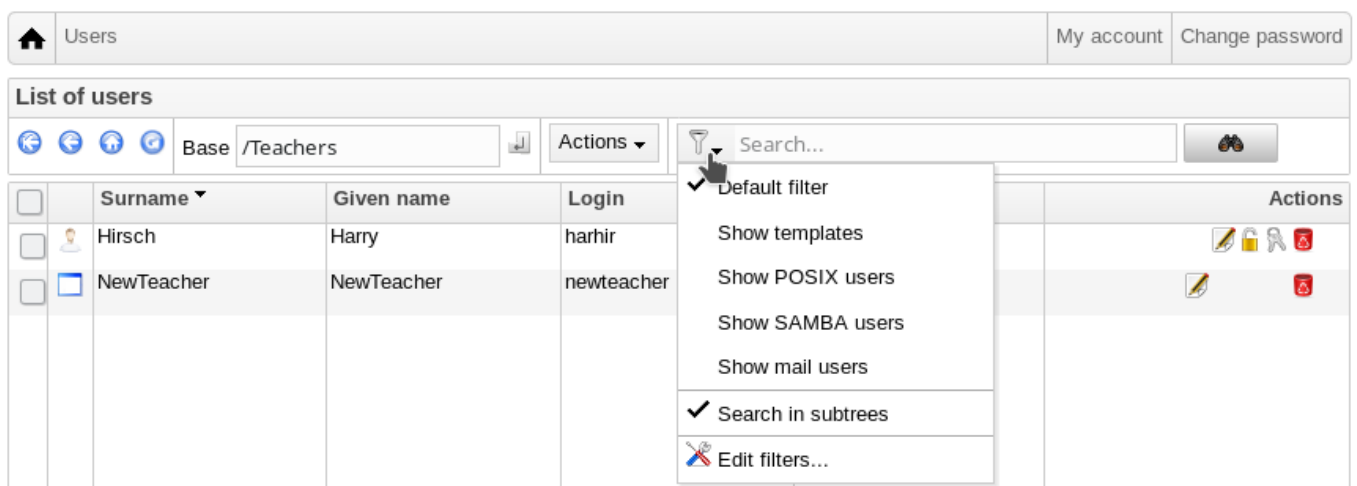 Users My account Change password
List of users
Base /Teachers Actions Search...
Surname Given name Login Actions
Default filter
Hirsch Harry harhir
Show templates
NewTeacher NewTeacher newteacher
Show POSIX users
Show SAMBA users
Show mail users
Search in subtrees
Edit filters...